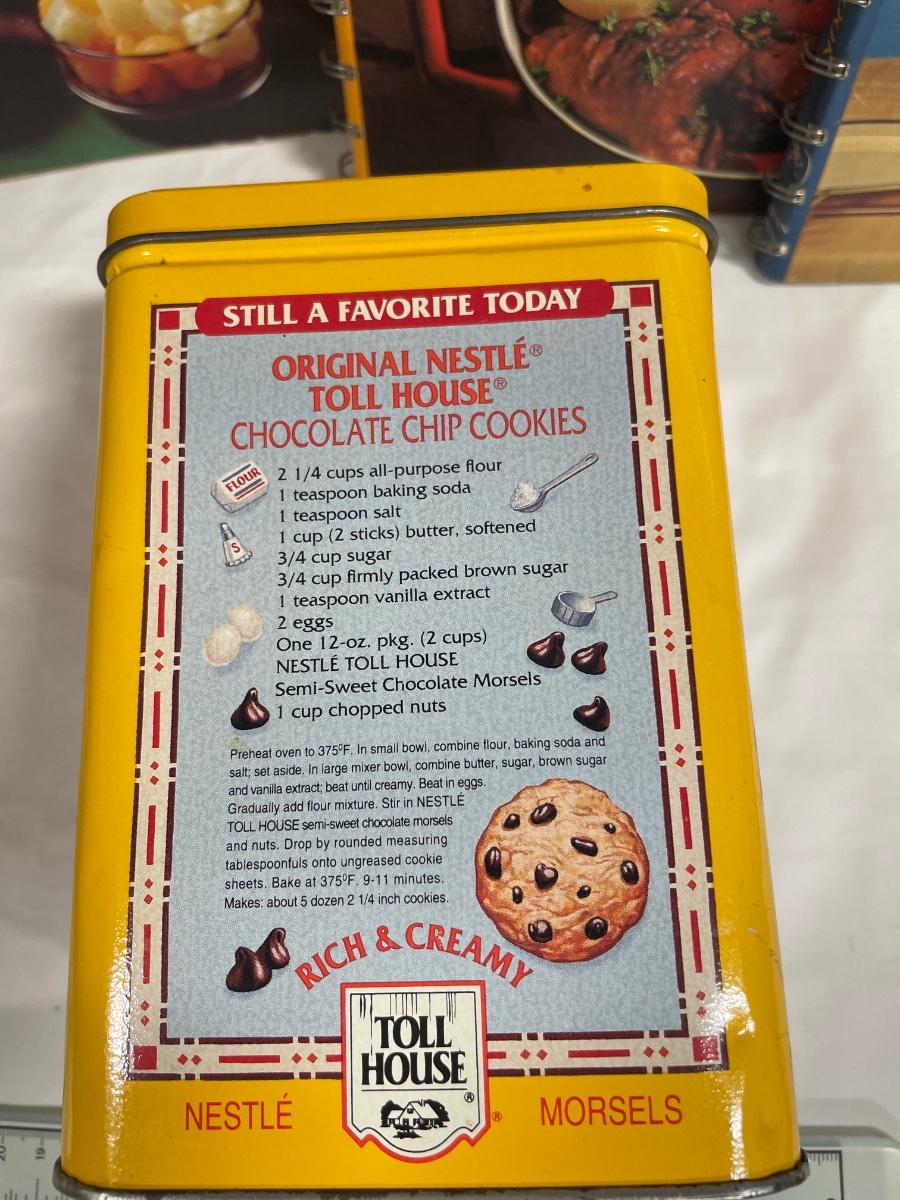 STILL A FAVORITE TODAY
ORIGINAL NESTLÉ®
TOLL HOUSE®
CHOCOLATE CHIP COOKIES
FLOUR
2 1/4 cups all-purpose flour
1 teaspoon baking soda
1 teaspoon salt
S
1 cup (2 sticks) butter, softened
3/4 cup sugar
3/4 cup firmly packed brown sugar
1 teaspoon vanilla extract
2 eggs
One 12-oz. pkg. (2 cups)
NESTLÉ TOLL HOUSE
Semi-Sweet Chocolate Morsels
1 cup chopped nuts
Preheat oven to 375ºF. In small bowl, combine flour, baking soda and
salt; set aside. In large mixer bowl, combine butter, sugar, brown sugar
and vanilla extract; beat until creamy. Beat in eggs.
Gradually add flour mixture. Stir in NESTLÉ
TOLL HOUSE semi-sweet chocolate morsels
and nuts. Drop by rounded measuring
tablespoonfuls onto ungreased cookie
sheets. Bake at 375ºF. 9-11 minutes.
Makes: about 5 dozen 2 1/4 inch cookies.
RICH & CREAMY
TOLL
HOUSE
®
NESTLÉ ® MORSELS
20 19